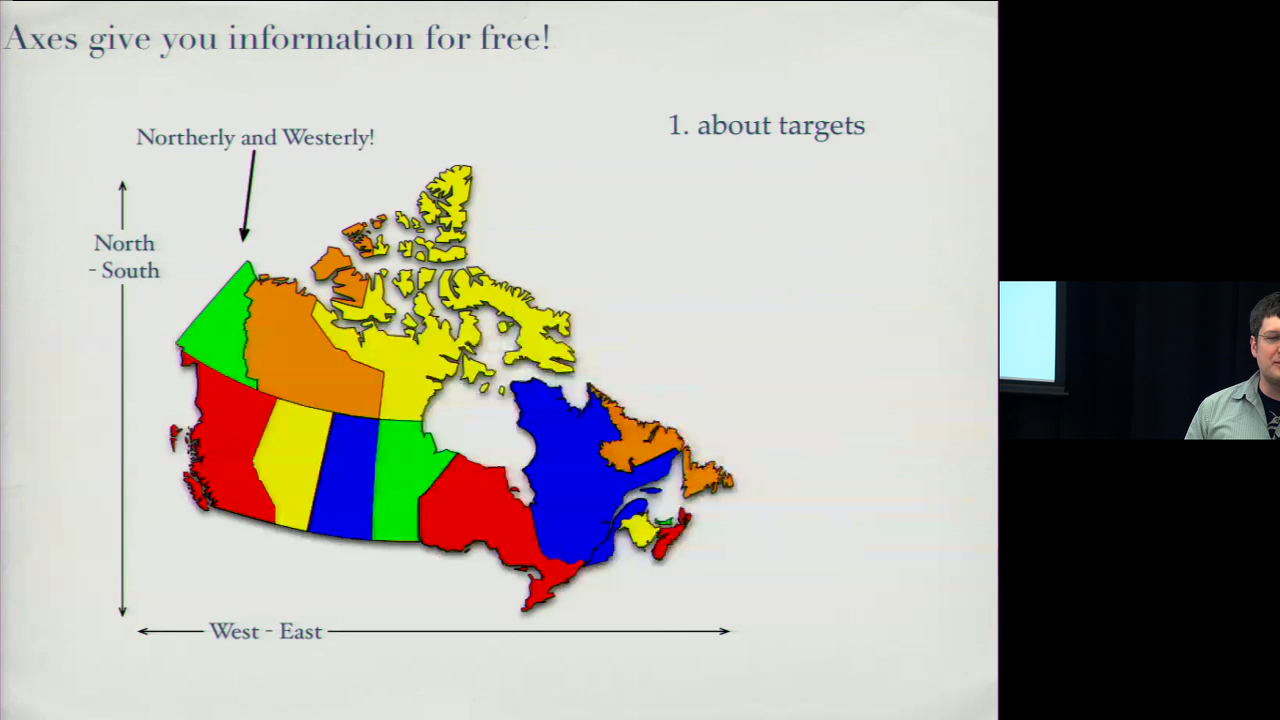 Axes give you information for free!
1. about targets
Northerly and Westerly!
North
- South
West - East